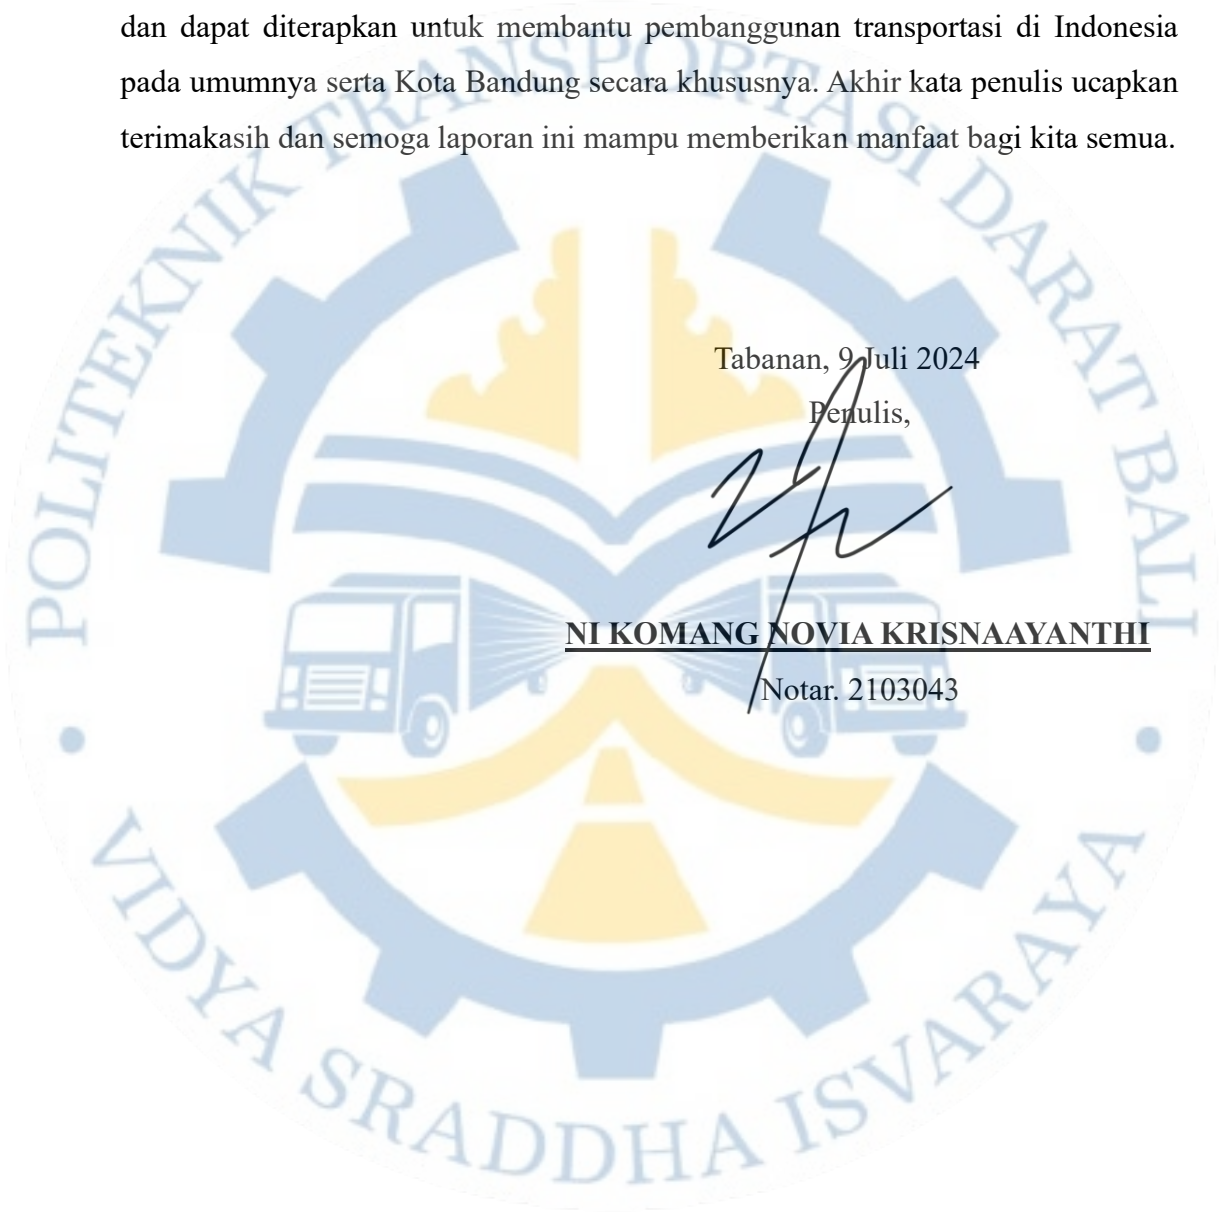 dan dapat diterapkan untuk membantu pembanggunan transportasi di Indonesia
pada umumnya serta Kota Bandung secara khususnya. Akhir kata penulis ucapkan
terimakasih dan semoga laporan ini mampu memberikan manfaat bagi kita semua.
POLITEKNIK TRANSPORTASI DARAT BALI
Tabanan, 9 Juli 2024
Penulis,
NI KOMANG NOVIA KRISNAAYANTHI
Notar. 2103043
VIDYA SRADDHA ISVARAYA